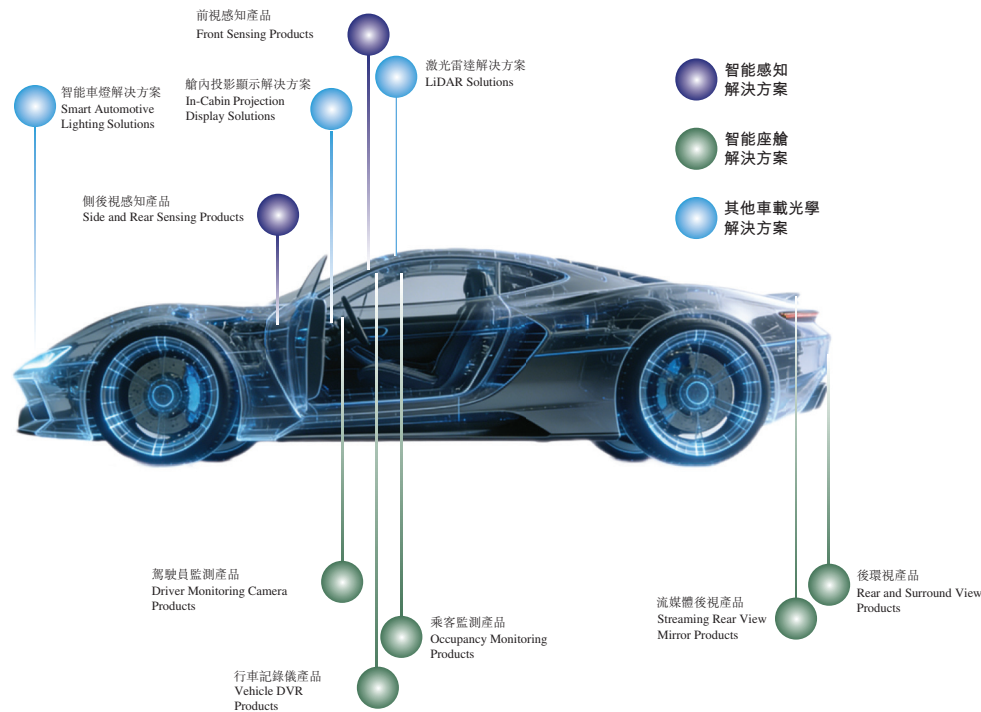 前視感知產品
Front Sensing Products
激光雷達解決方案
LiDAR Solutions
智能車燈解決方案
Smart Automotive
Lighting Solutions
艙內投影顯示解決方案
In-Cabin Projection
Display Solutions
側後視感知產品
Side and Rear Sensing Products
智能感知
解決方案
智能座艙
解決方案
其他車載光學
解決方案
駕駛員監測產品
Driver Monitoring Camera
Products
乘客監測產品
Occupancy Monitoring
Products
行車記錄儀產品
Vehicle DVR
Products
流媒體後視產品
Streaming Rear View
Mirror Products
後環視產品
Rear and Surround View
Products